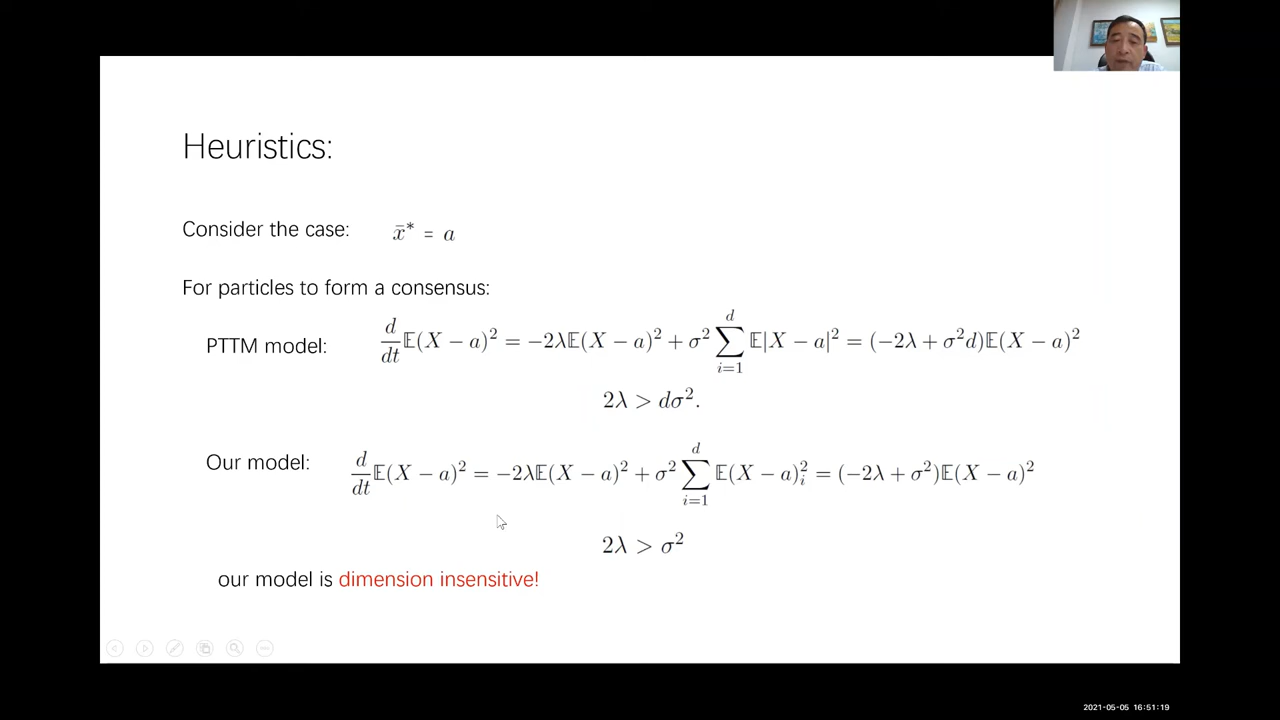 Heuristics:
Consider the case: x̄* = a
For particles to form a consensus:
PTTM model: d/dt 𝔼(X − a)² = −2λ𝔼(X − a)² + σ² ∑_{i=1}^{d} 𝔼|X − a|² = (−2λ + σ²d)𝔼(X − a)²
2λ > dσ².
Our model: d/dt 𝔼(X − a)² = −2λ𝔼(X − a)² + σ² ∑_{i=1}^{d} 𝔼(X − a)ᵢ² = (−2λ + σ²)𝔼(X − a)²
2λ > σ²
our model is dimension insensitive!
2021-05-05 16:51:19